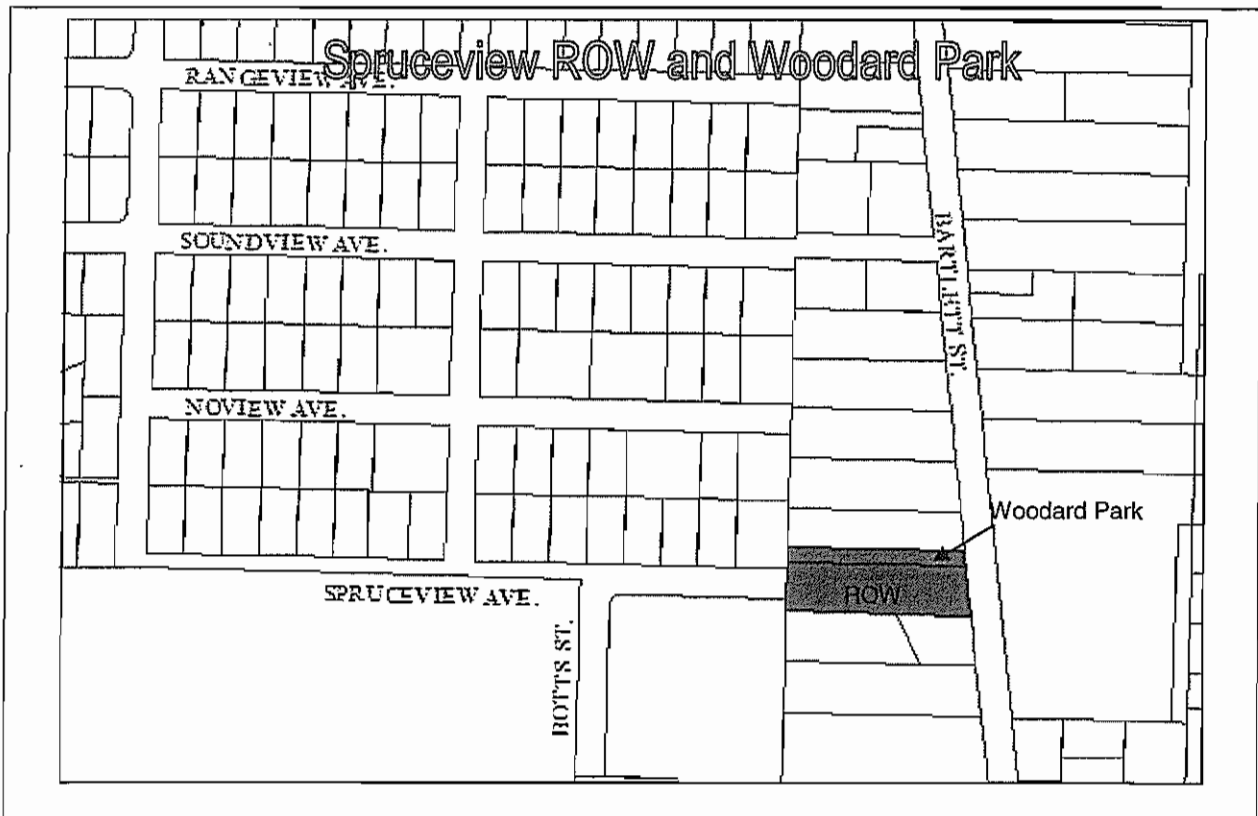 Spruceview ROW and Woodard Park
RANGEVIEW AVE.
SOUNDVIEW AVE.
BARTLETT ST.
NOVIEW AVE.
Woodard Park
ROW
SPRUCEVIEW AVE.
BOTTS ST.